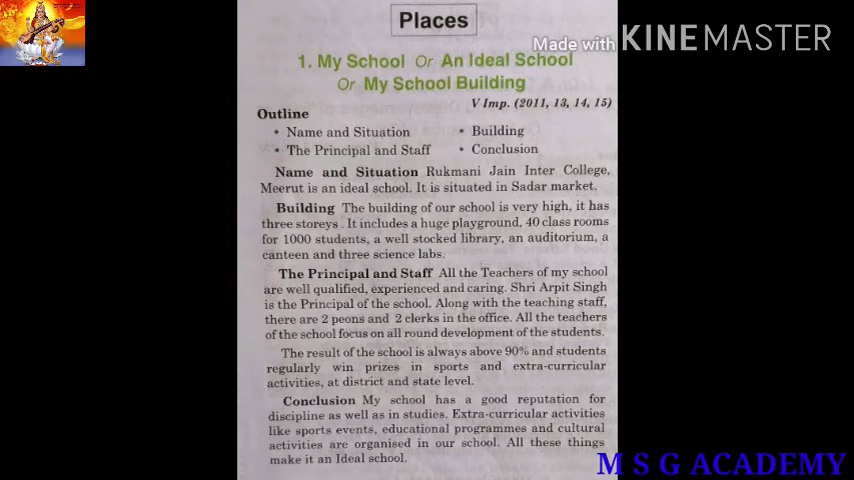 Places
Made with KINEMASTER
1. My School Or An Ideal School
Or My School Building
V Imp. (2011, 13, 14, 15)
Outline
• Name and Situation • Building
• The Principal and Staff • Conclusion
Name and Situation Rukmani Jain Inter College,
Meerut is an ideal school. It is situated in Sadar market.
Building The building of our school is very high, it has
three storeys . It includes a huge playground, 40 class rooms
for 1000 students, a well stocked library, an auditorium, a
canteen and three science labs.
The Principal and Staff All the Teachers of my school
are well qualified, experienced and caring. Shri Arpit Singh
is the Principal of the school. Along with the teaching staff,
there are 2 peons and 2 clerks in the office. All the teachers
of the school focus on all round development of the students.
The result of the school is always above 90% and students
regularly win prizes in sports and extra-curricular
activities, at district and state level.
Conclusion My school has a good reputation for
discipline as well as in studies. Extra-curricular activities
like sports events, educational programmes and cultural
activities are organised in our school. All these things
make it an Ideal school.
M S G ACADEMY